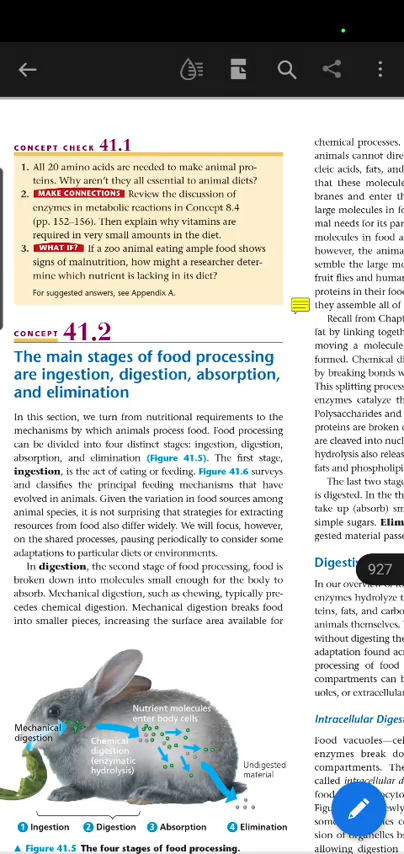 CONCEPT CHECK 41.1
1. All 20 amino acids are needed to make animal pro-
teins. Why aren't they all essential to animal diets?
2. MAKE CONNECTIONS Review the discussion of
enzymes in metabolic reactions in Concept 8.4
(pp. 152–156). Then explain why vitamins are
required in very small amounts in the diet.
3. WHAT IF? If a zoo animal eating ample food shows
signs of malnutrition, how might a researcher deter-
mine which nutrient is lacking in its diet?
For suggested answers, see Appendix A.
CONCEPT 41.2
The main stages of food processing
are ingestion, digestion, absorption,
and elimination
In this section, we turn from nutritional requirements to the
mechanisms by which animals process food. Food processing
can be divided into four distinct stages: ingestion, digestion,
absorption, and elimination (Figure 41.5). The first stage,
ingestion, is the act of eating or feeding. Figure 41.6 surveys
and classifies the principal feeding mechanisms that have
evolved in animals. Given the variation in food sources among
animal species, it is not surprising that strategies for extracting
resources from food also differ widely. We will focus, however,
on the shared processes, pausing periodically to consider some
adaptations to particular diets or environments.
In digestion, the second stage of food processing, food is
broken down into molecules small enough for the body to
absorb. Mechanical digestion, such as chewing, typically pre-
cedes chemical digestion. Mechanical digestion breaks food
into smaller pieces, increasing the surface area available for
Mechanical
digestion
Chemical
digestion
(enzymatic
hydrolysis)
Nutrient molecules
enter body cells
Undigested
material
1 Ingestion 2 Digestion 3 Absorption 4 Elimination
▲ Figure 41.5 The four stages of food processing.
chemical processes.
animals cannot dire
cleic acids, fats, and
that these molecule
branes and enter th
large molecules in fo
mal needs for its par
molecules in food a
however, the animal
semble the large mo
fruit flies and human
proteins in their food
they assemble all of
Recall from Chapt
fat by linking togeth
moving a molecule
formed. Chemical di
by breaking bonds w
This splitting process
enzymes catalyze th
Polysaccharides and
proteins are broken d
are cleaved into nucl
hydrolysis also releas
fats and phospholipi
The last two stage
is digested. In the th
take up (absorb) sm
simple sugars. Elim
gested material passe
Digesti
927
In our overview of
enzymes hydrolyze t
teins, fats, and carbo
animals themselves.
without digesting the
adaptation found acr
processing of food
compartments can b
uoles, or extracellular
Intracellular Digest
Food vacuoles—cel
enzymes break do
compartments. The
called intracellular d
food
Figu
some
sion of organelles b
allowing digestion